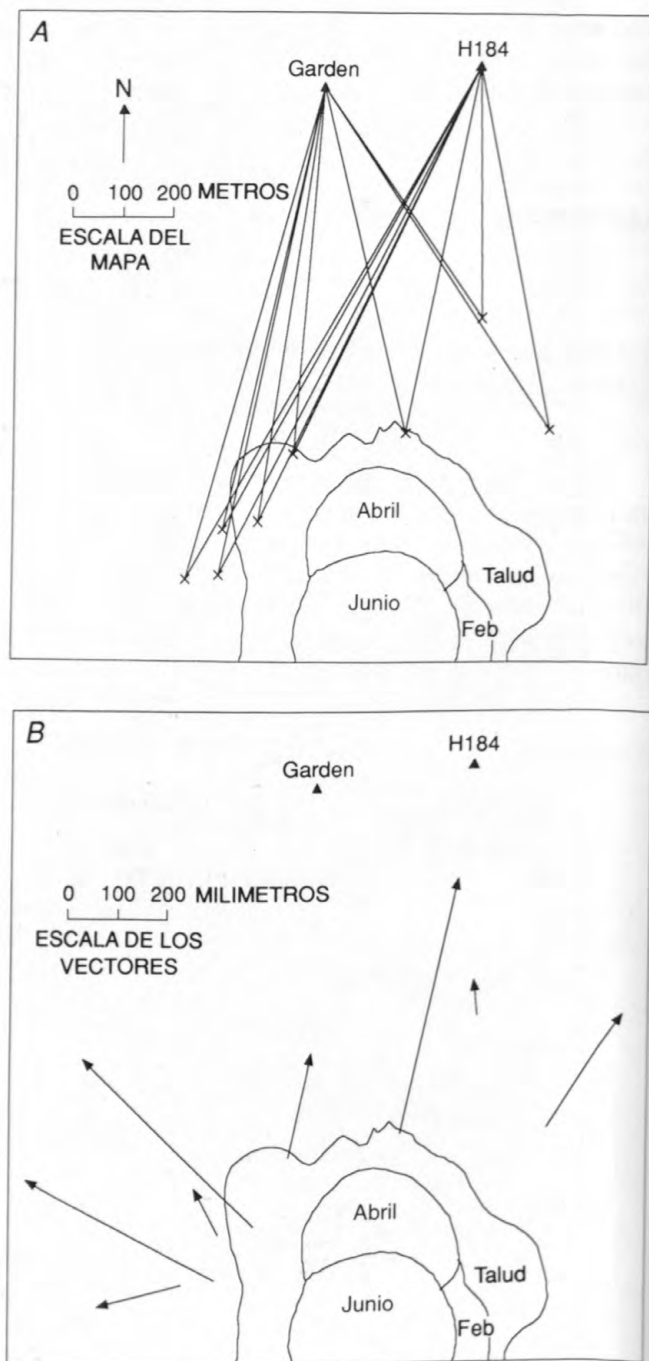 A
Garden
H184
N
0 100 200 METROS
ESCALA DEL
MAPA
Abril
Junio
Talud
Feb
B
Garden
H184
0 100 200 MILIMETROS
ESCALA DE LOS
VECTORES
Abril
Junio
Talud
Feb